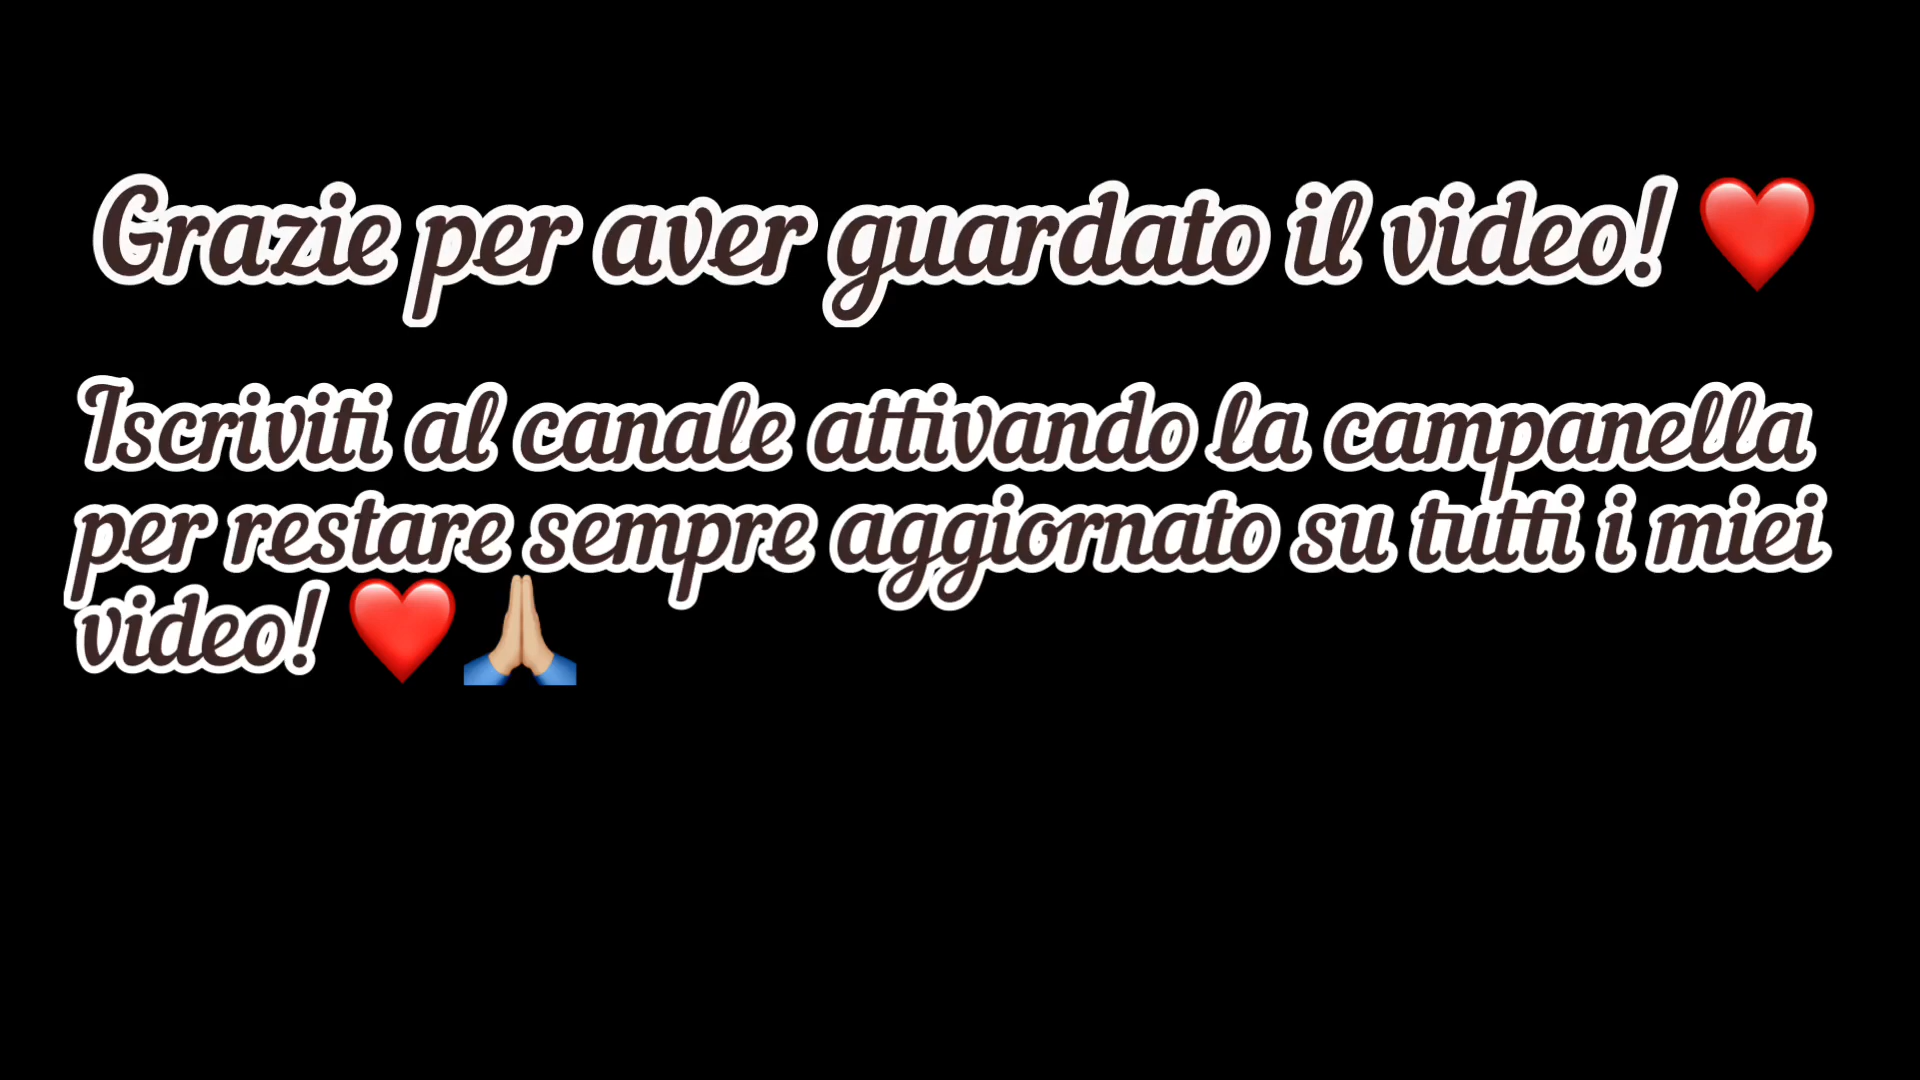 Grazie per aver guardato il video! ❤️
Iscriviti al canale attivando la campanella
per restare sempre aggiornato su tutti i miei
video! ❤️🙏🏼